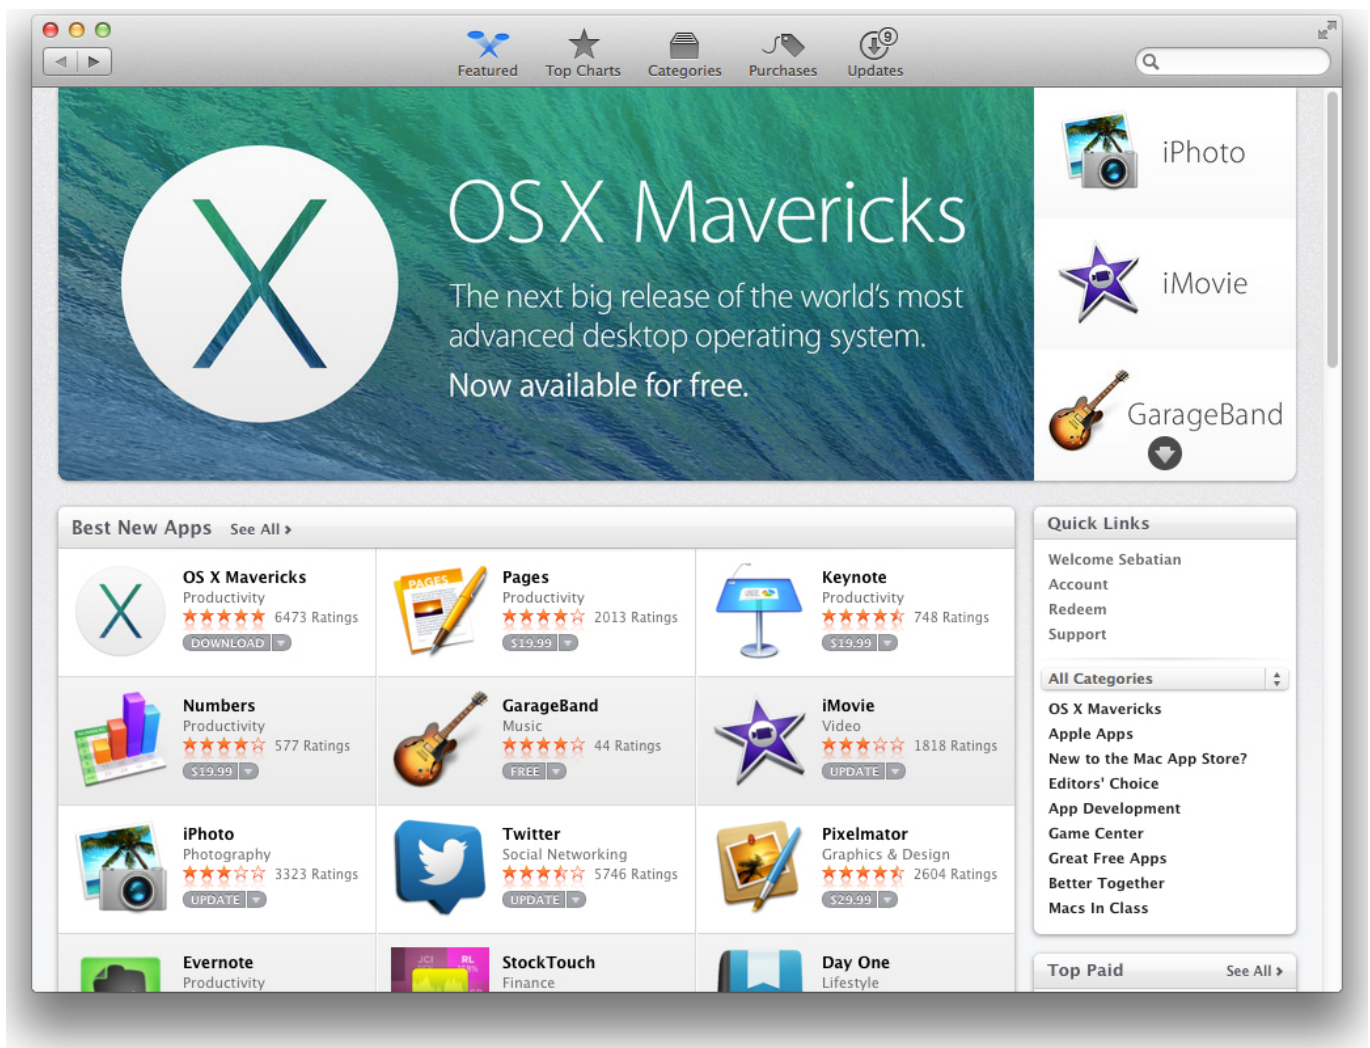 9
Featured
Top Charts
Categories
Purchases
Updates
OS X Mavericks
The next big release of the world's most
advanced desktop operating system.
Now available for free.
iPhoto
iMovie
GarageBand
Best New Apps See All ›
OS X Mavericks
Productivity
6473 Ratings
DOWNLOAD
PAGES
Pages
Productivity
2013 Ratings
$19.99
Keynote
Productivity
748 Ratings
$19.99
NUMBERS
Numbers
Productivity
577 Ratings
$19.99
GarageBand
Music
44 Ratings
FREE
iMovie
Video
1818 Ratings
UPDATE
iPhoto
Photography
3323 Ratings
UPDATE
Twitter
Social Networking
5746 Ratings
UPDATE
Pixelmator
Graphics & Design
2604 Ratings
$29.99
Evernote
Productivity
JCI
RL
StockTouch
Finance
Day One
Lifestyle
Quick Links
Welcome Sebatian
Account
Redeem
Support
All Categories
OS X Mavericks
Apple Apps
New to the Mac App Store?
Editors' Choice
App Development
Game Center
Great Free Apps
Better Together
Macs In Class
Top Paid
See All ›